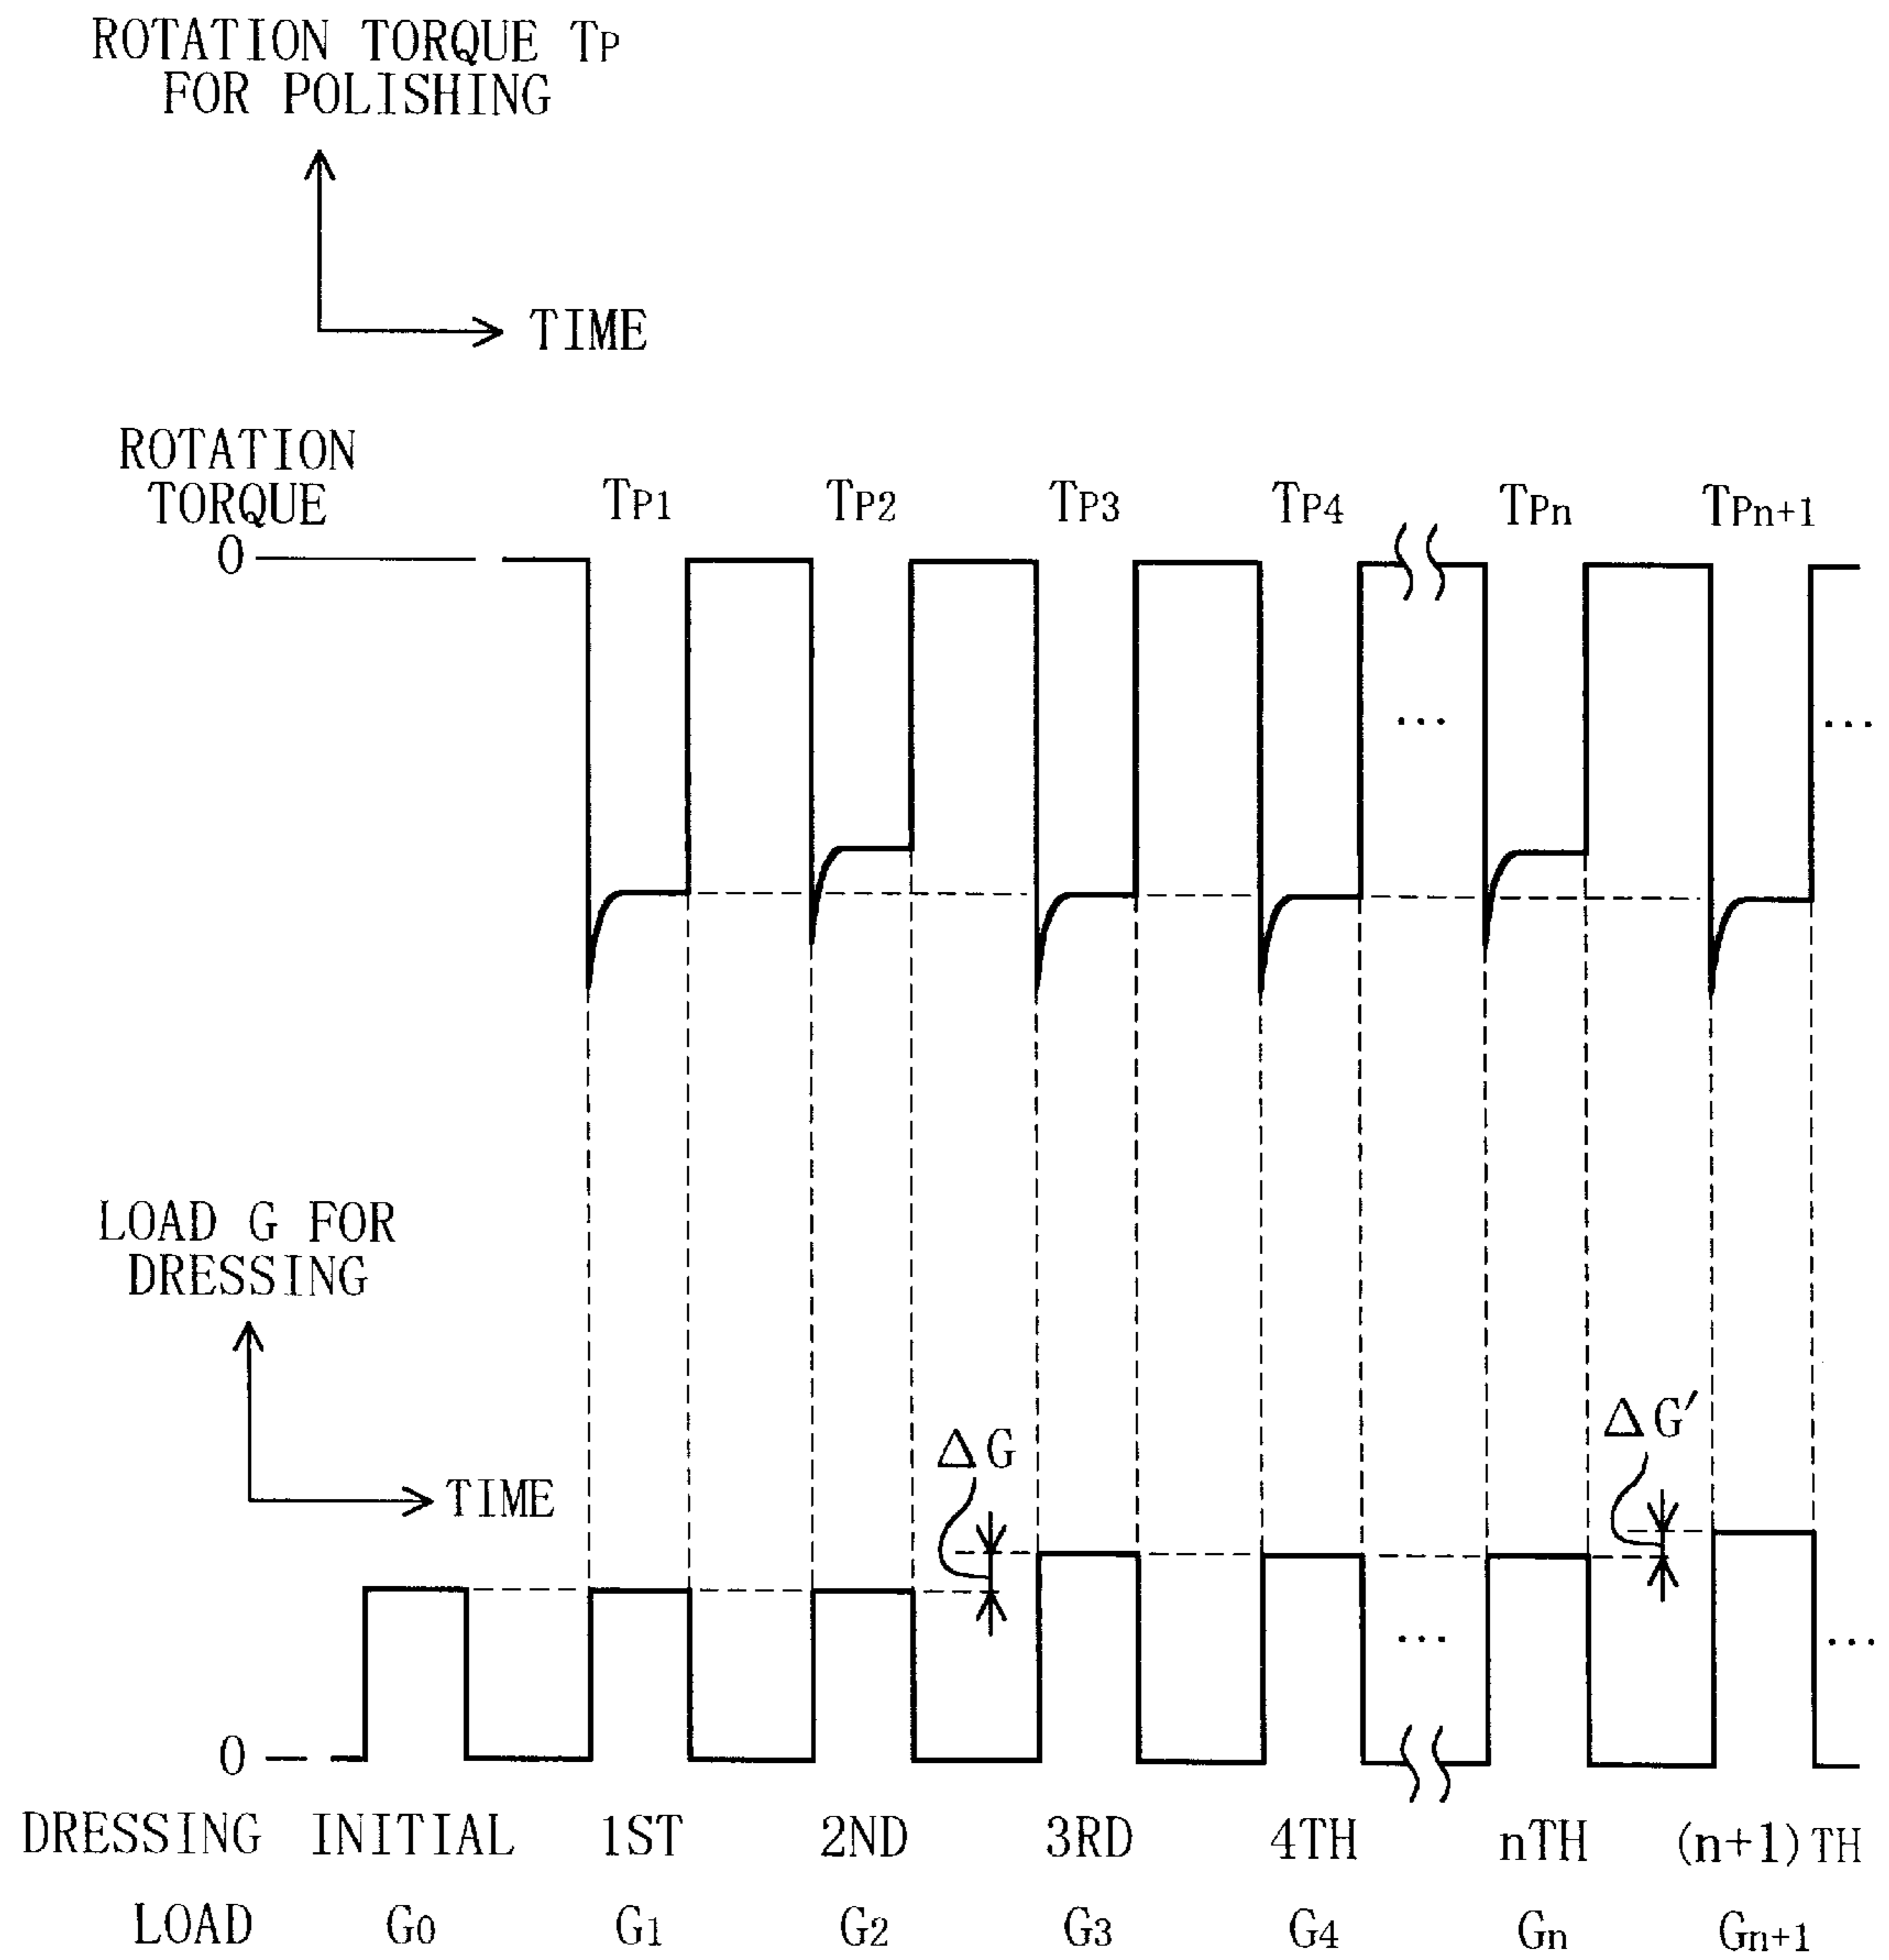 ROTATION TORQUE TP
FOR POLISHING
TIME
ROTATION
TORQUE
TP1 TP2 TP3 TP4 TPn TPn+1
0
... ...
LOAD G FOR
DRESSING
ΔG ΔG′
TIME
... ...
0
DRESSING INITIAL 1ST 2ND 3RD 4TH nTH (n+1)TH
LOAD G0 G1 G2 G3 G4 Gn Gn+1